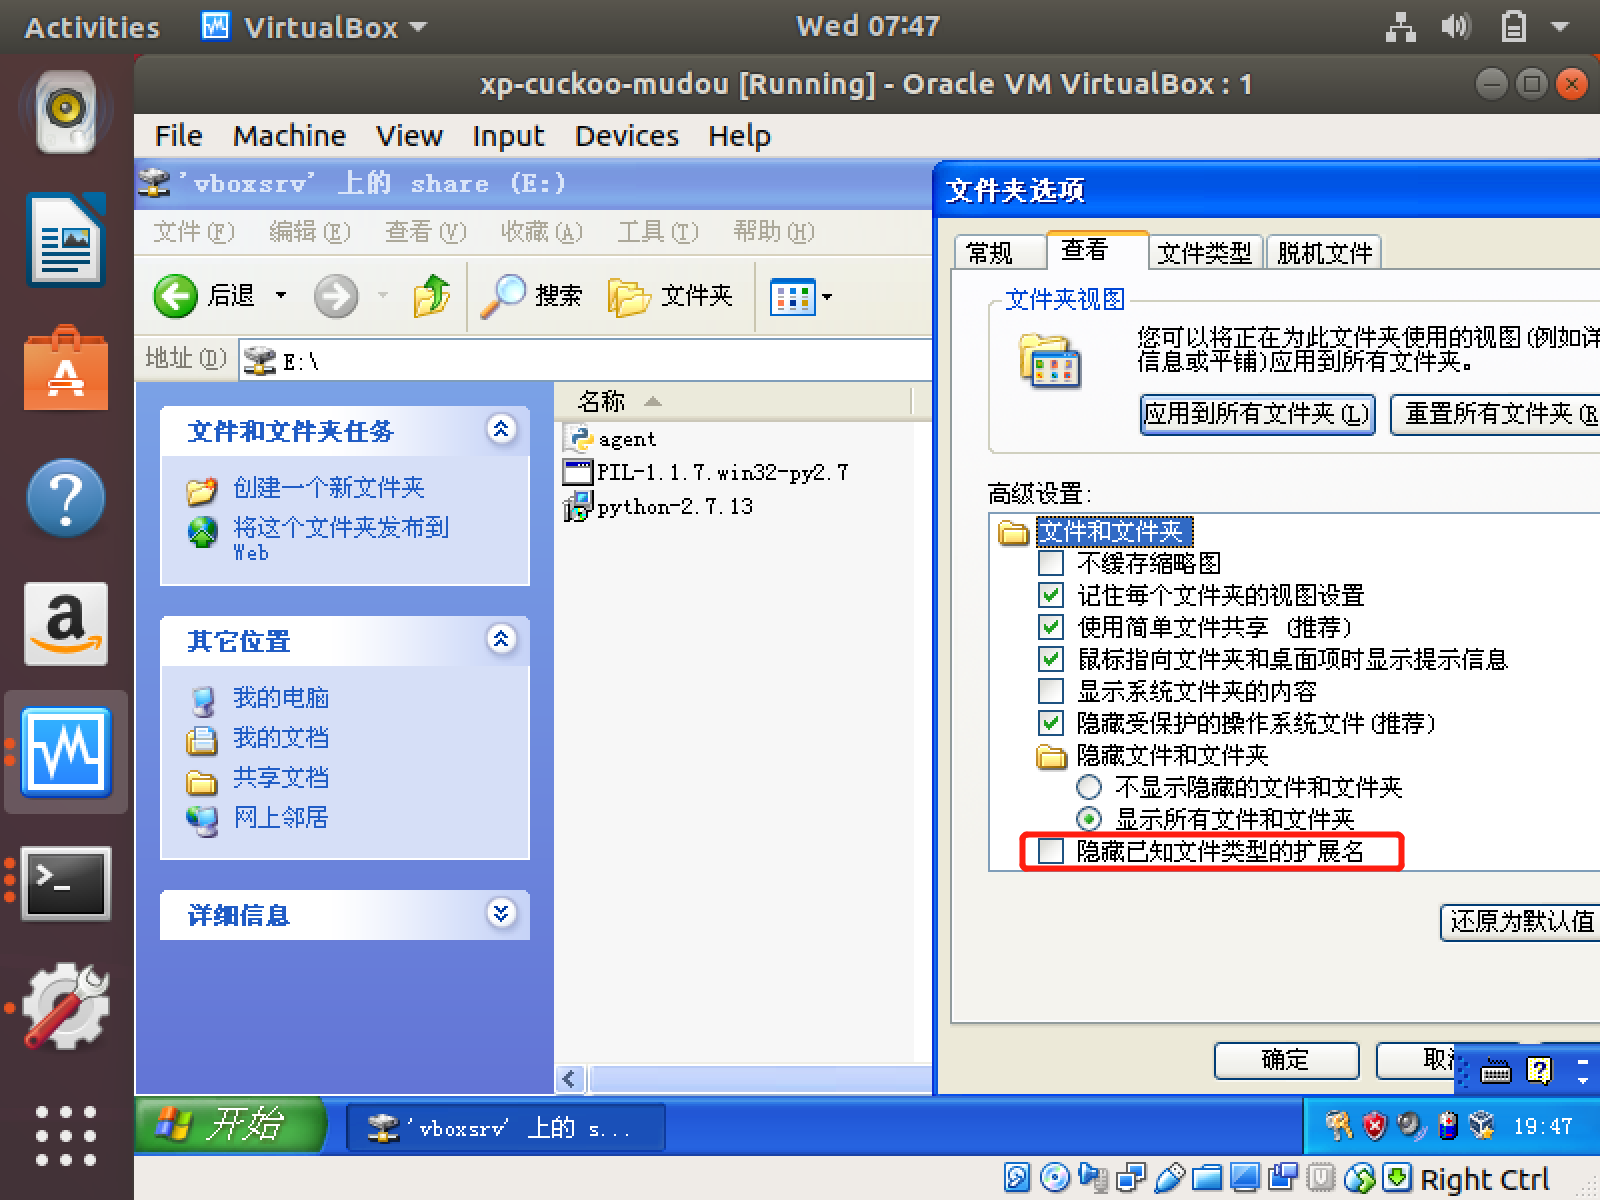 Activities
VirtualBox
Wed 07:47
xp-cuckoo-mudou [Running] - Oracle VM VirtualBox : 1
File Machine View Input Devices Help
'vboxsrv' 上的 share (E:)
文件(F) 编辑(E) 查看(V) 收藏(A) 工具(T) 帮助(H)
后退 搜索 文件夹
地址(D) E:\
文件和文件夹任务
创建一个新文件夹
将这个文件夹发布到
Web
其它位置
我的电脑
我的文档
共享文档
网上邻居
详细信息
名称
agent
PIL-1.1.7.win32-py2.7
python-2.7.13
文件夹选项
常规 查看 文件类型 脱机文件
文件夹视图
您可以将正在为此文件夹使用的视图(例如详
信息或平铺)应用到所有文件夹。
应用到所有文件夹(L) 重置所有文件夹(R
高级设置:
文件和文件夹
不缓存缩略图
记住每个文件夹的视图设置
使用简单文件共享 (推荐)
鼠标指向文件夹和桌面项时显示提示信息
显示系统文件夹的内容
隐藏受保护的操作系统文件(推荐)
隐藏文件和文件夹
不显示隐藏的文件和文件夹
显示所有文件和文件夹
隐藏已知文件类型的扩展名
还原为默认值
确定 取
开始
'vboxsrv' 上的 s...
19:47
Right Ctrl